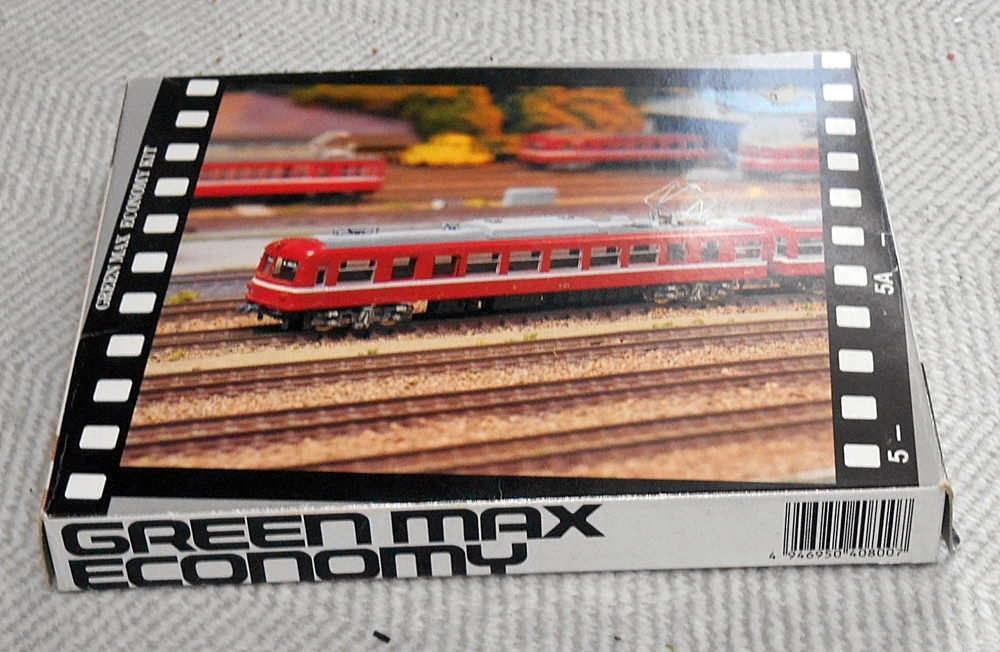 GREEN MAX ECONOMY KIT
5A —
5 —
GREEN MAX
ECONOMY
4 946950 408007